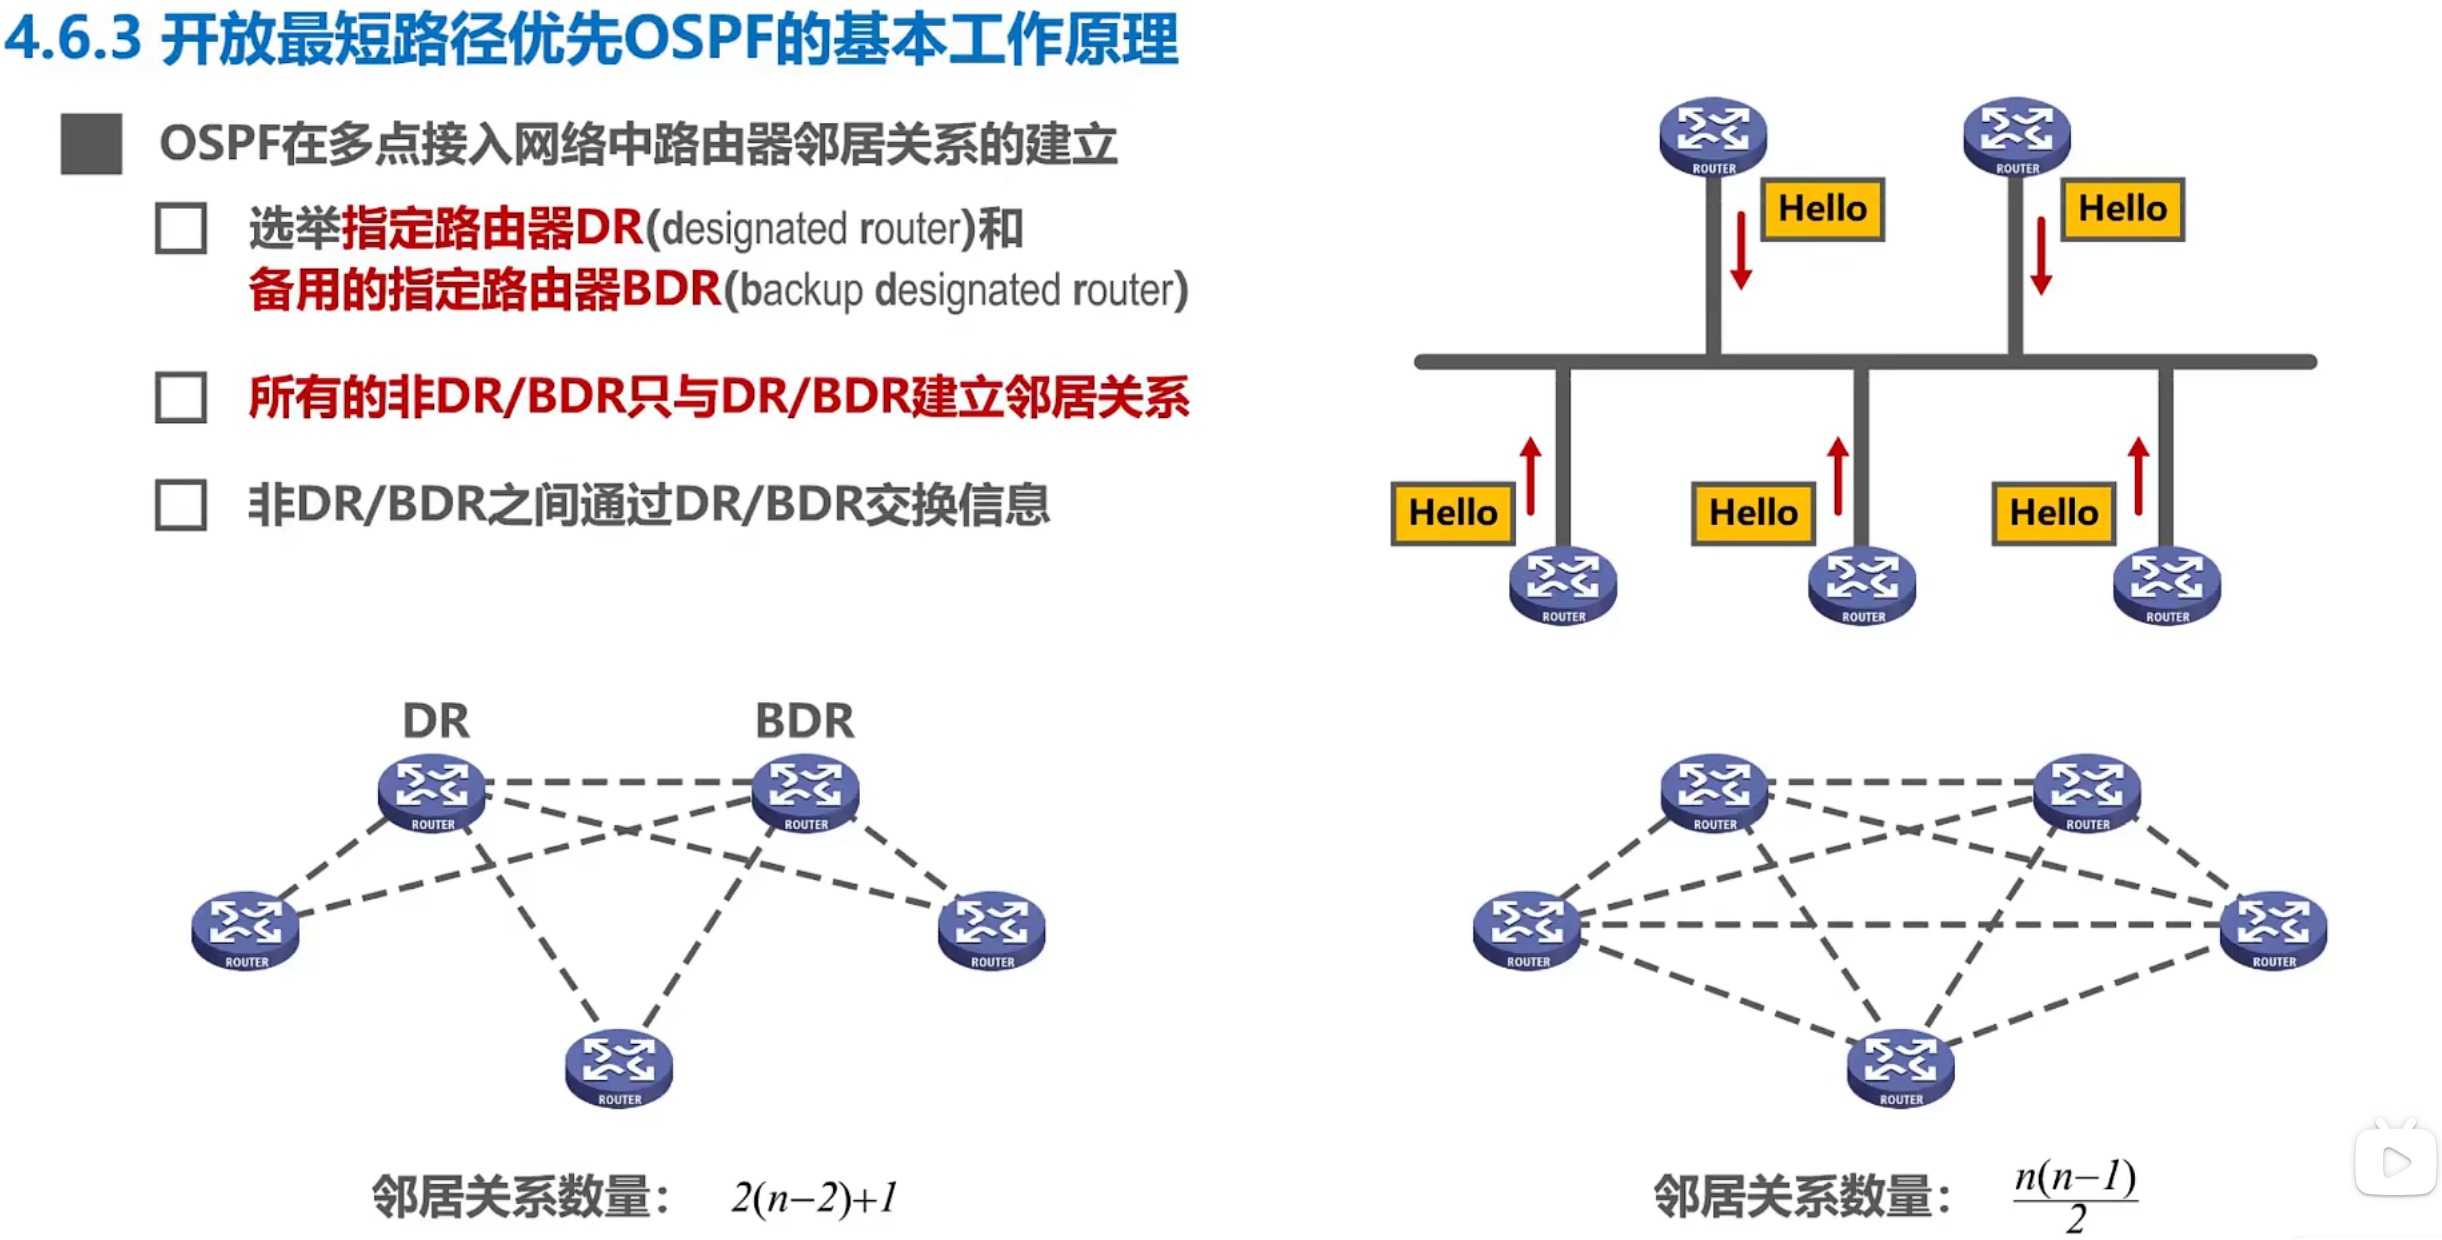 4.6.3 开放最短路径优先OSPF的基本工作原理
OSPF在多点接入网络中路由器邻居关系的建立
选举指定路由器DR(designated router)和
备用的指定路由器BDR(backup designated router)
所有的非DR/BDR只与DR/BDR建立邻居关系
非DR/BDR之间通过DR/BDR交换信息
ROUTER
ROUTER
Hello
Hello
Hello
Hello
Hello
ROUTER
ROUTER
ROUTER
DR
BDR
ROUTER
ROUTER
ROUTER
ROUTER
ROUTER
邻居关系数量： 2(n−2)+1
ROUTER
ROUTER
ROUTER
ROUTER
ROUTER
邻居关系数量： n(n−1)
2